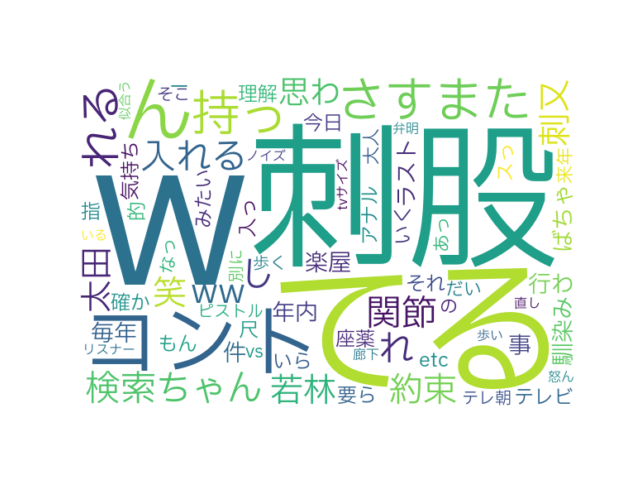 刺股
てる
w
コント
ん
持っ
さすまた
れる
入れる
思わ
理解
今日
刺又
そこ
似合う
弁明
大人
ノイズ
tvサイズ
アナル
ラスト
いく
あっ
スっ
来年
ばちゃ
気持ち
みたい
入っ
指
的
いる
なっ
別に
歩く
し
楽屋
太田
笑
ww
ピストル
年内
関節
それ
だい
の
行わ
馴染み
わ
確か
毎年
リスナー
もん
尺
件
vs
いら
座薬
廊下
れ
etc
歩い
直し
事
怒ん
検索ちゃん
若林
要ら
約束
テレ朝
テレビ